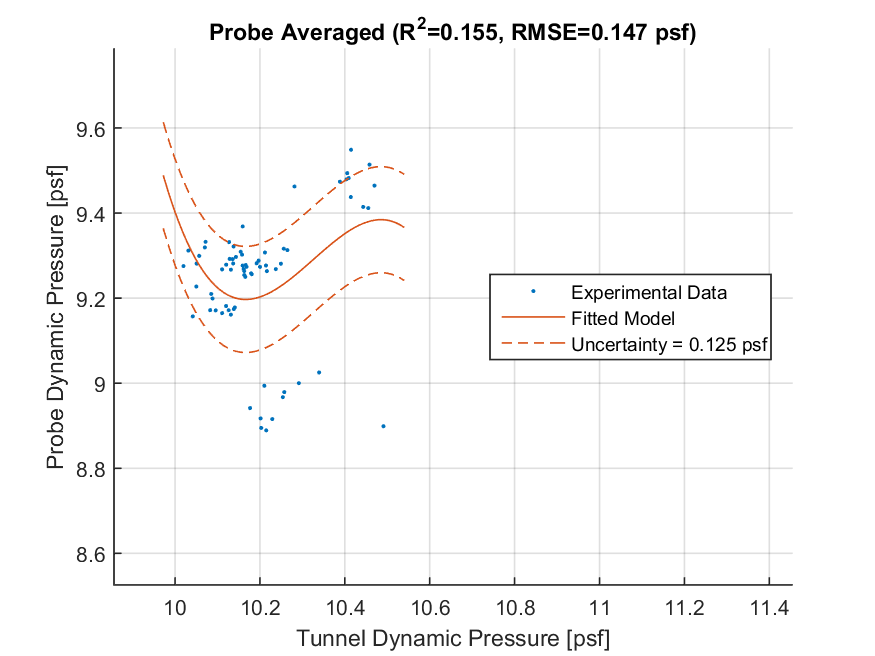 Probe Averaged (R²=0.155, RMSE=0.147 psf)
Probe Dynamic Pressure [psf]
9.6
9.4
9.2
9
8.8
8.6
Experimental Data
Fitted Model
Uncertainty = 0.125 psf
10 10.2 10.4 10.6 10.8 11 11.2 11.4
Tunnel Dynamic Pressure [psf]